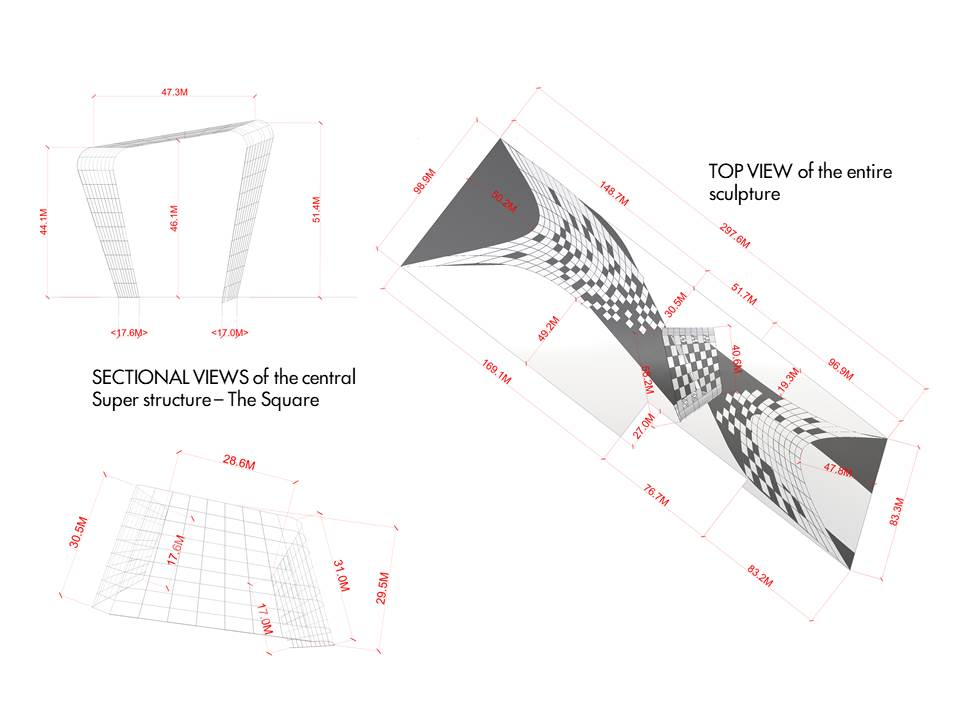 47.3M
44.1M
46.1M
51.4M
<17.6M>
<17.0M>
SECTIONAL VIEWS of the central
Super structure – The Square
28.6M
30.5M
17.6M
17.0M
31.0M
29.5M
TOP VIEW of the entire
sculpture
98.9M
50.2M
148.7M
297.6M
30.5M
51.7M
49.2M
169.1M
40.6M
19.3M
96.9M
27.0M
47.8M
76.7M
83.3M
83.2M